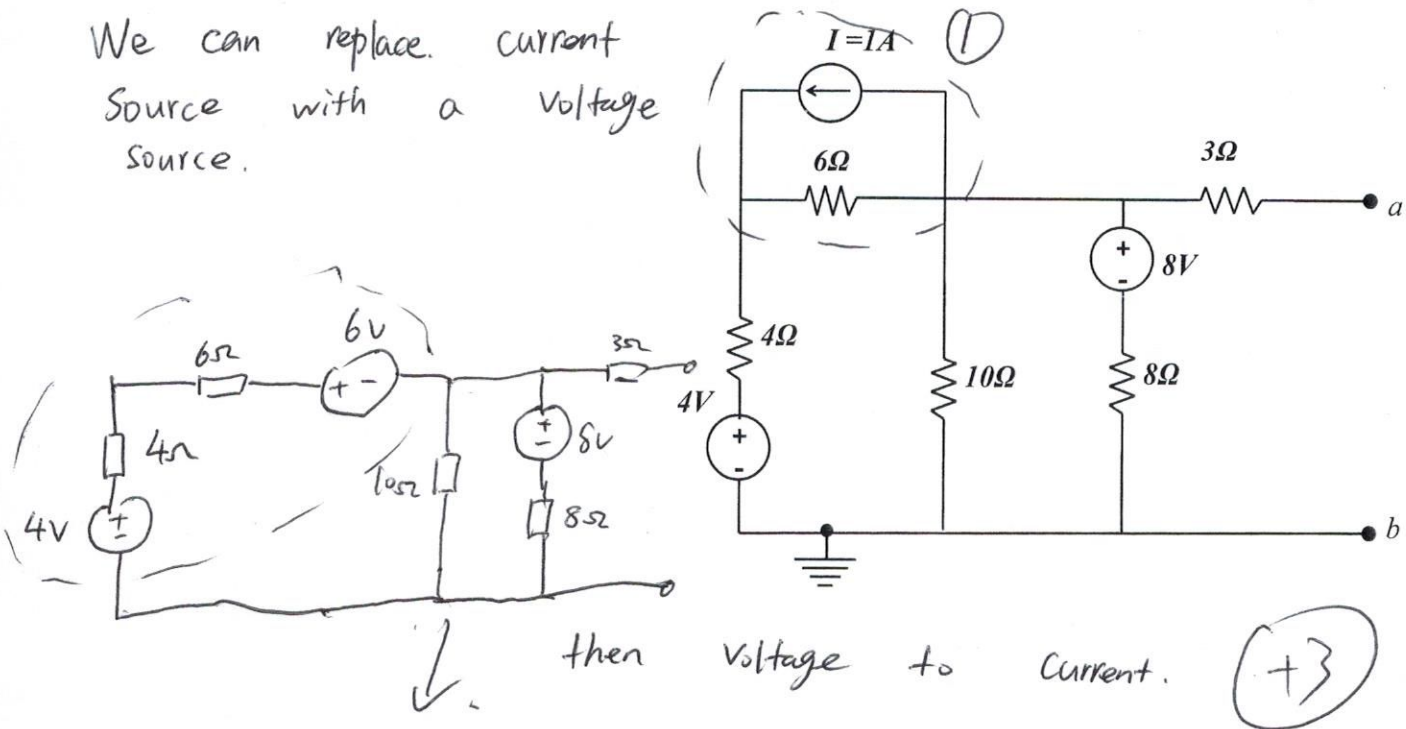 We can replace. current
Source with a voltage
source.
I=1A
①
6Ω
3Ω
a
+
-
8V
4Ω
10Ω
8Ω
4V
+
-
b
6Ω
6V
+ -
3Ω
4Ω
10Ω
+
-
8V
8Ω
4V
+
-
then voltage to current.
+3